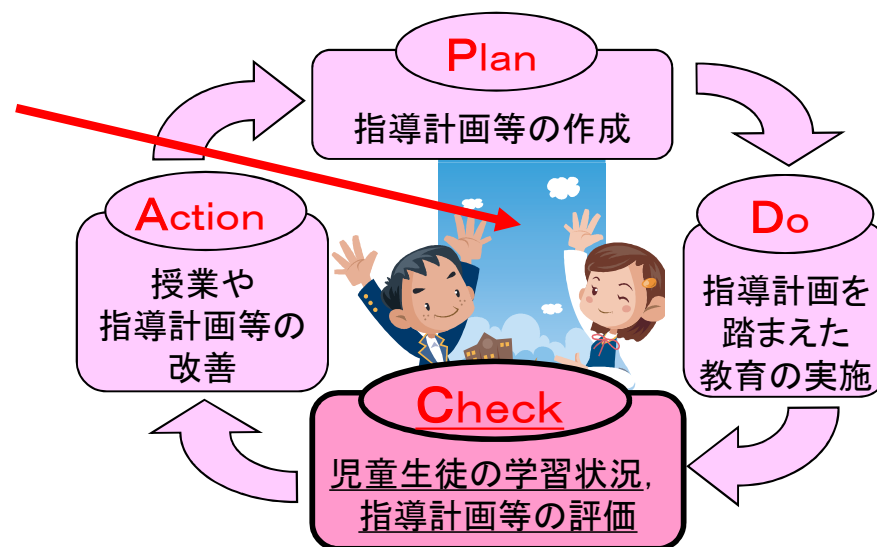 Plan
指導計画等の作成
Do
指導計画を
踏まえた
教育の実施
Check
児童生徒の学習状況,
指導計画等の評価
Action
授業や
指導計画等の
改善